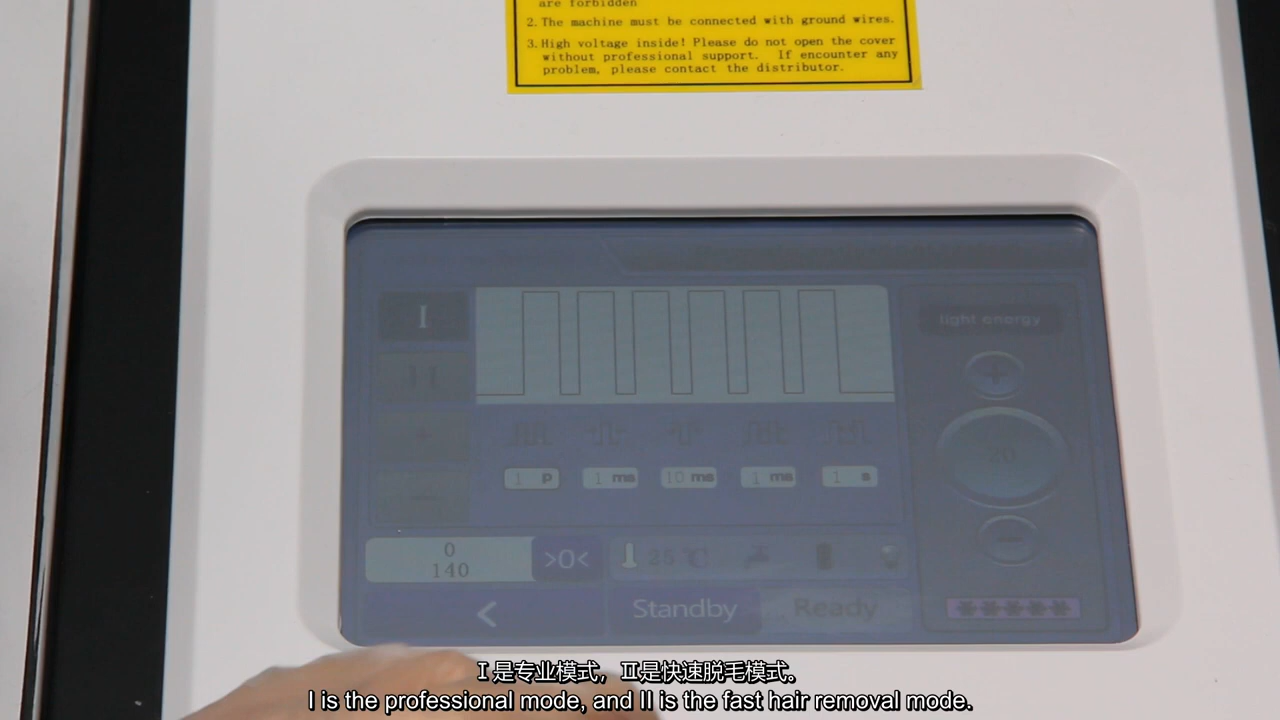 are forbidden
2. The machine must be connected with ground wires.
3. High voltage inside! Please do not open the cover
without professional support. If encounter any
problem, please contact the distributor.
I
light energy
II
+
+
20
1 p
1 ms
10 ms
1 ms
1 s
0
140
>0<
25 ℃
<
Standby
Ready
*****
I 是专业模式，II是快速脱毛模式。
I is the professional mode, and II is the fast hair removal mode.